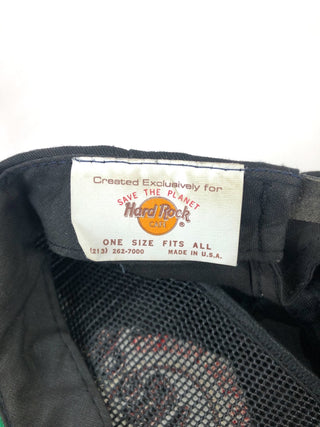 Created Exclusively for
SAVE THE PLANET
Hard Rock
CAFE
®
ONE SIZE FITS ALL
(213) 262-7000 MADE IN U.S.A.